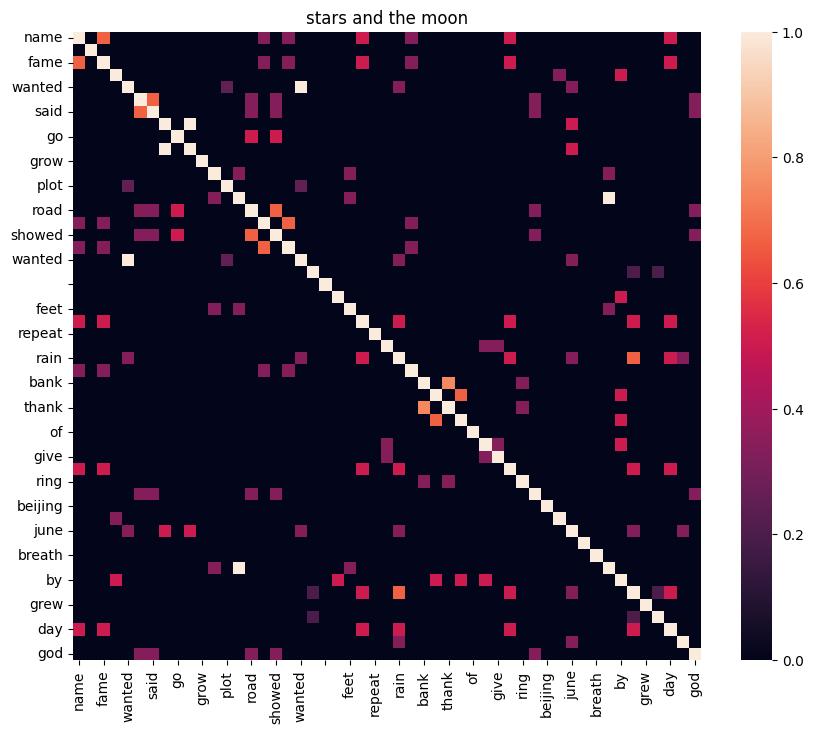 stars and the moon
name
fame
wanted
said
go
grow
plot
road
showed
wanted
feet
repeat
rain
bank
thank
of
give
ring
beijing
june
breath
by
grew
day
god
1.0
0.8
0.6
0.4
0.2
0.0
name
fame
wanted
said
go
grow
plot
road
showed
wanted
feet
repeat
rain
bank
thank
of
give
ring
beijing
june
breath
by
grew
day
god